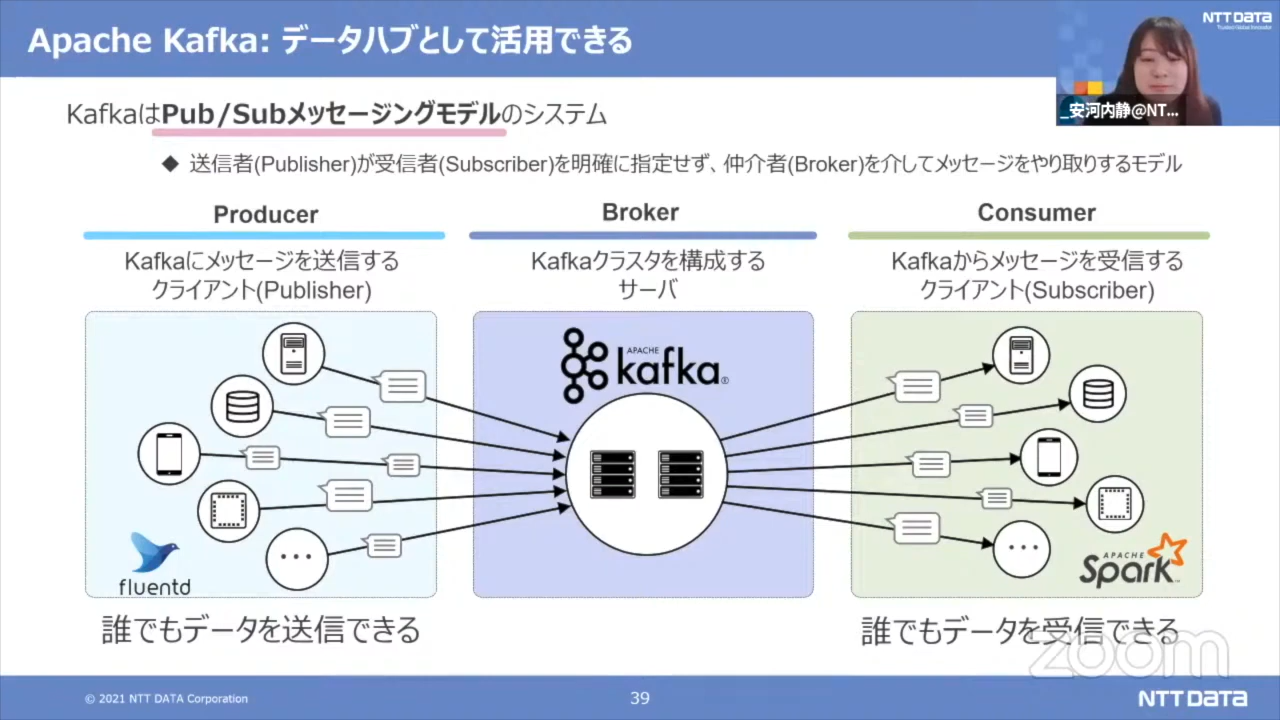 Apache Kafka: データハブとして活用できる
NTT DATA
Trusted Global Innovator
_安河内静@NT...
KafkaはPub/Subメッセージングモデルのシステム
◆ 送信者(Publisher)が受信者(Subscriber)を明確に指定せず、仲介者(Broker)を介してメッセージをやり取りするモデル
Producer
Broker
Consumer
Kafkaにメッセージを送信する
クライアント(Publisher)
Kafkaクラスタを構成する
サーバ
Kafkaからメッセージを受信する
クライアント(Subscriber)
APACHE
kafka®
fluentd
APACHE
Spark™
誰でもデータを送信できる
誰でもデータを受信できる
zoom
© 2021 NTT DATA Corporation
39
NTT DATA